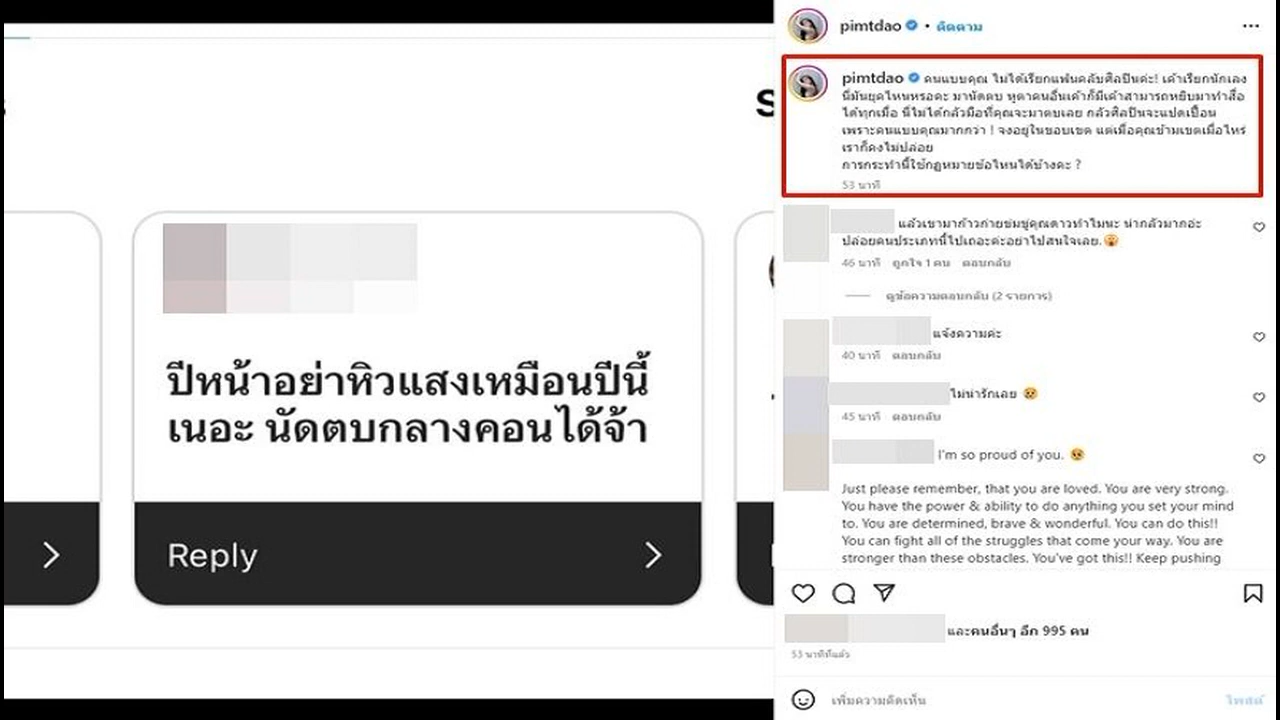 S
ปีหน้าอย่าหิวแสงเหมือนปีนี้
เนอะ นัดตบกลางคอนได้จ้า
Reply
pimtdao • ติดตาม
pimtdao คนแบบคุณ ไม่ได้เรียกแฟนคลับศิลปินค่ะ! เค้าเรียกนักเลง
นี่มันยุคไหนหรอคะ มานัดตบ หูตาคนอื่นเค้าก็มีเค้าสามารถหยิบมาทำสื่อ
ได้ทุกเมื่อ นี่ไม่ได้กลัวมือที่คุณจะมาตบเลย กลัวศิลปินจะแปดเปื้อน
เพราะคนแบบคุณมากกว่า ! จงอยู่ในขอบเขต แต่เมื่อคุณข้ามเขตเมื่อไหร่
เราก็คงไม่ปล่อย
การกระทำนี้ใช้กฎหมายข้อไหนได้บ้างคะ ?
53 นาที
แล้วเขามาก้าวก่ายข่มขู่คุณดาวทำไมนะ น่ากลัวมากอ่ะ
ปล่อยคนประเภทนี้ไปเถอะค่ะอย่าไปสนใจเลย.😱
46 นาที ถูกใจ 1 คน ตอบกลับ
ดูข้อความตอบกลับ (2 รายการ)
แจ้งความค่ะ
40 นาที ตอบกลับ
ไม่น่ารักเลย 😢
45 นาที ตอบกลับ
I'm so proud of you. 🥺
Just please remember, that you are loved. You are very strong.
You have the power & ability to do anything you set your mind
to. You are determined, brave & wonderful. You can do this!!
You can fight all of the struggles that come your way. You are
stronger than these obstacles. You've got this!! Keep pushing
และคนอื่นๆ อีก 995 คน
53 นาทีที่แล้ว
เพิ่มความคิดเห็น
โพสต์